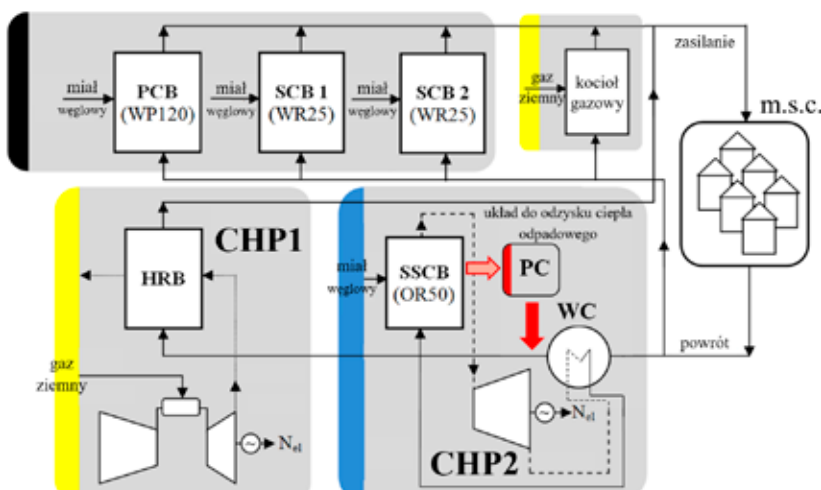 miał
węglowy
PCB
(WP120)
miał
węglowy
SCB 1
(WR25)
miał
węglowy
SCB 2
(WR25)
gaz
ziemny
kocioł
gazowy
zasilanie
m.s.c.
CHP1
HRB
gaz
ziemny
Nel
układ do odzysku ciepła
odpadowego
miał
węglowy
SSCB
(OR50)
PC
WC
powrót
Nel
CHP2